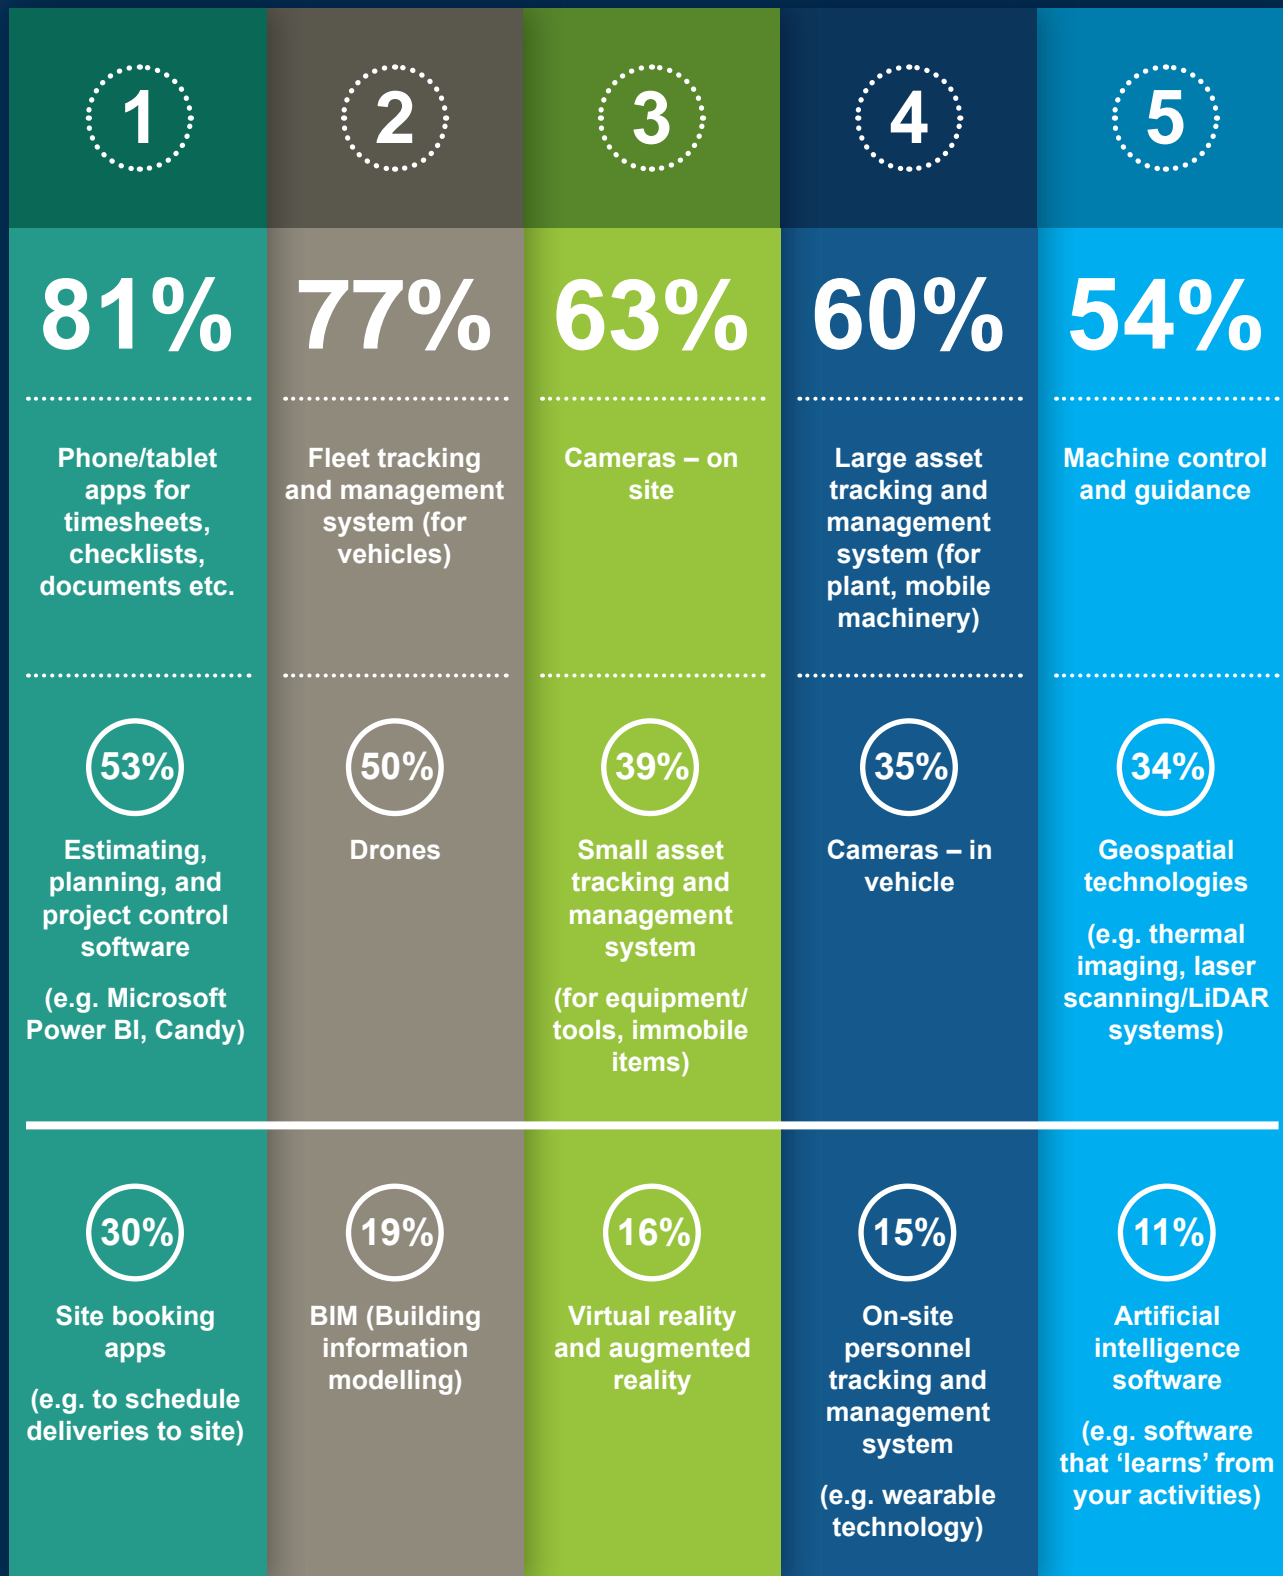 1
2
3
4
5
81%
77%
63%
60%
54%
Phone/tablet
apps for
timesheets,
checklists,
documents etc.
Fleet tracking
and management
system (for
vehicles)
Cameras – on
site
Large asset
tracking and
management
system (for
plant, mobile
machinery)
Machine control
and guidance
53%
Estimating,
planning, and
project control
software
(e.g. Microsoft
Power BI, Candy)
50%
Drones
39%
Small asset
tracking and
management
system
(for equipment/
tools, immobile
items)
35%
Cameras – in
vehicle
34%
Geospatial
technologies
(e.g. thermal
imaging, laser
scanning/LiDAR
systems)
30%
Site booking
apps
(e.g. to schedule
deliveries to site)
19%
BIM (Building
information
modelling)
16%
Virtual reality
and augmented
reality
15%
On-site
personnel
tracking and
management
system
(e.g. wearable
technology)
11%
Artificial
intelligence
software
(e.g. software
that ‘learns’ from
your activities)